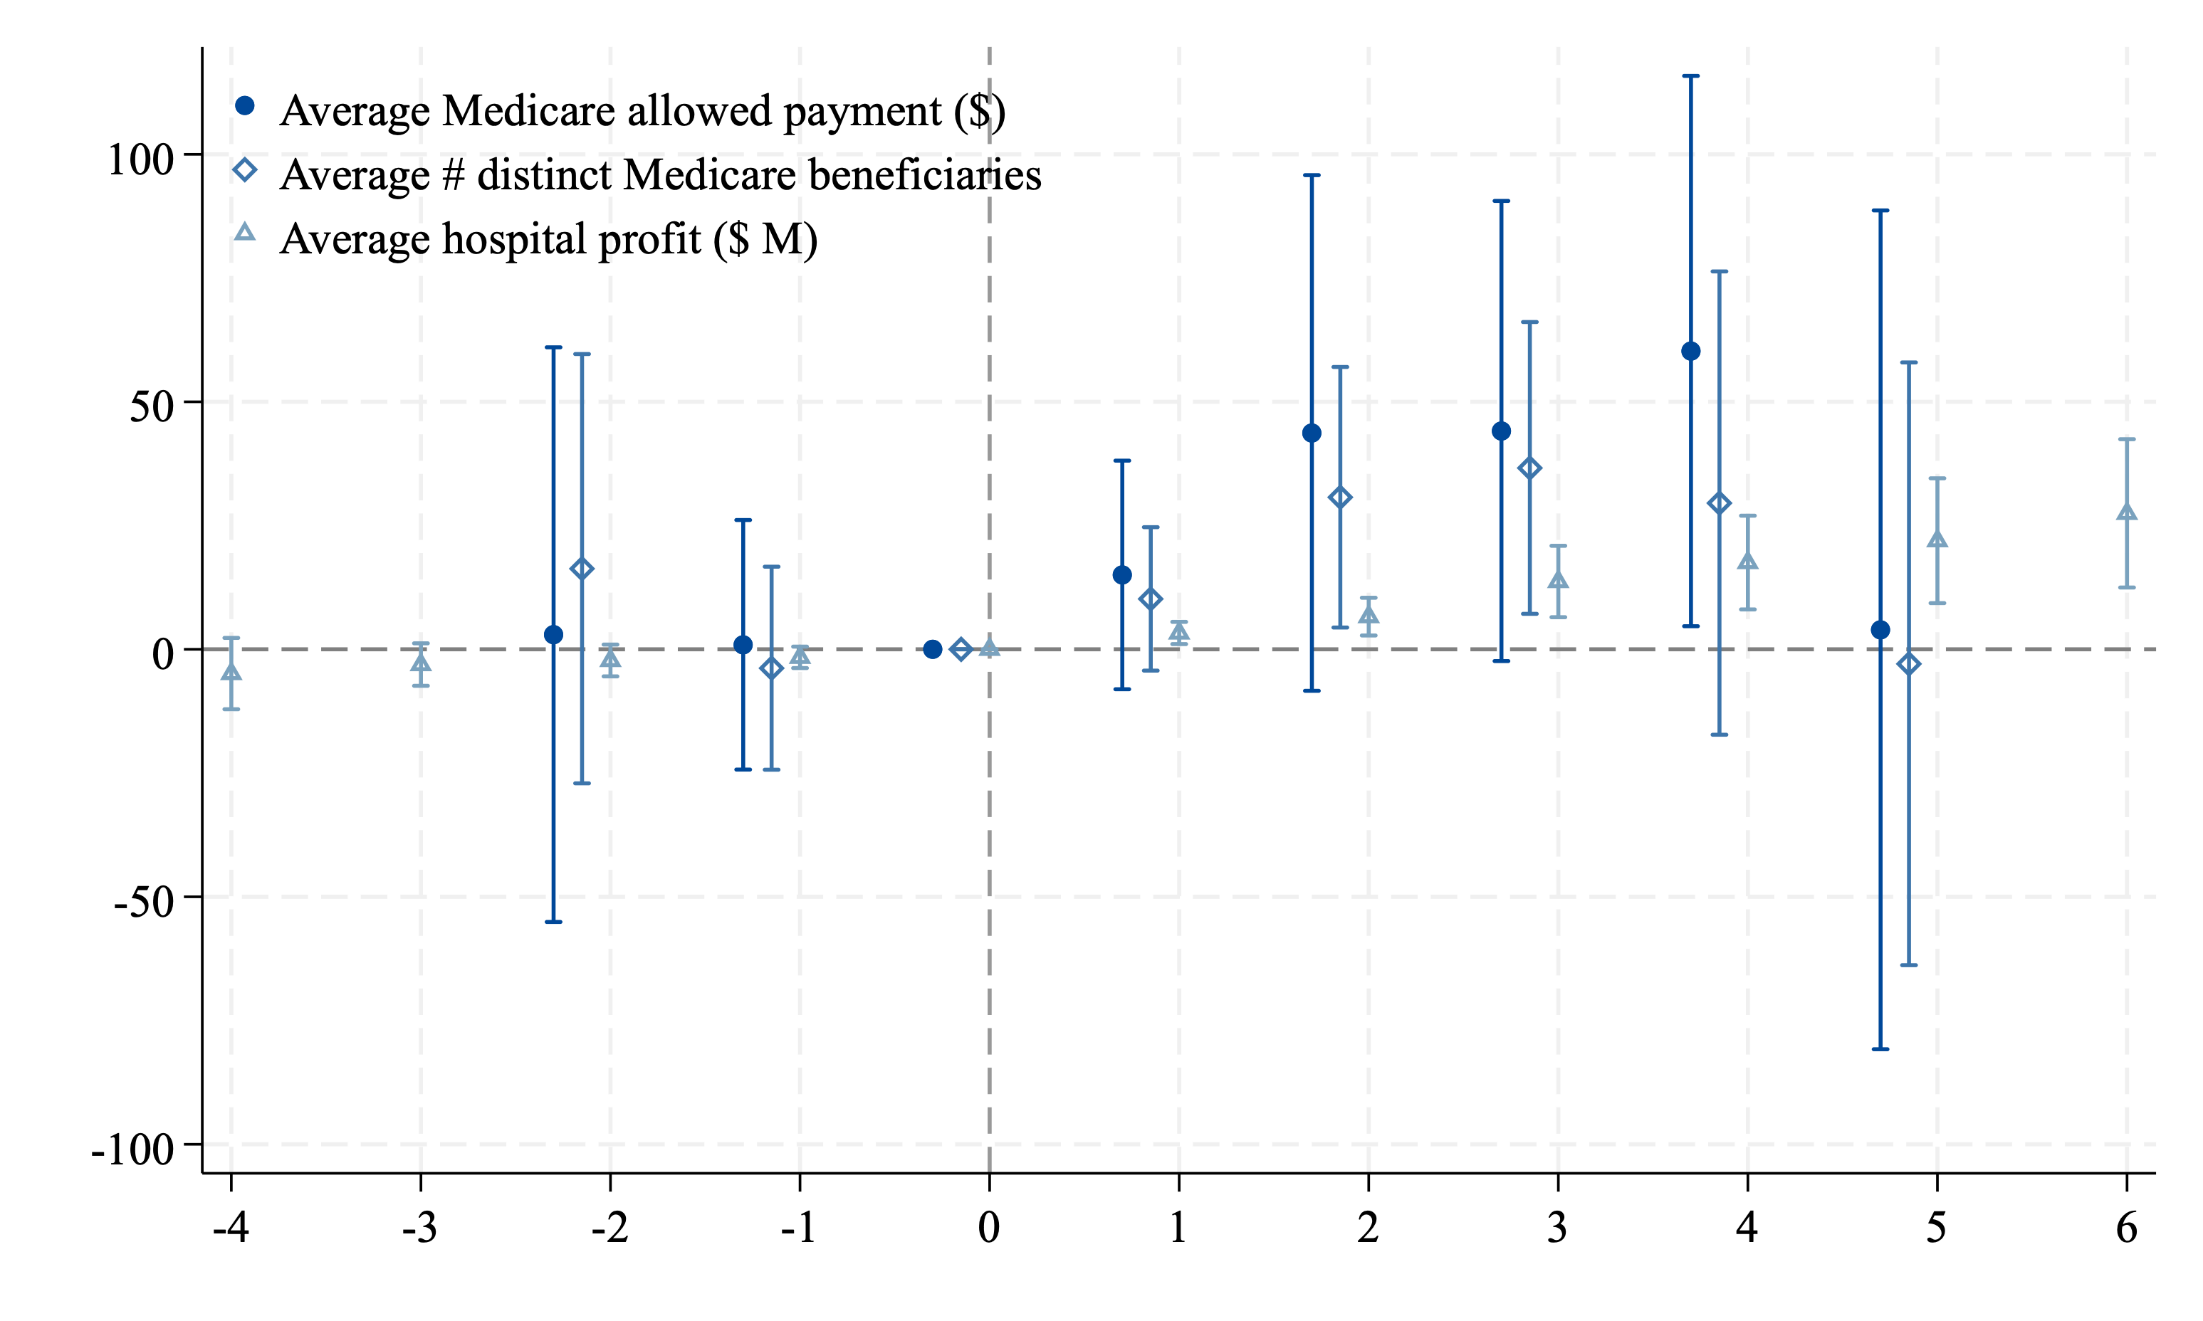 Average Medicare allowed payment ($)
Average # distinct Medicare beneficiaries
Average hospital profit ($ M)
100
50
0
-50
-100
-4 -3 -2 -1 0 1 2 3 4 5 6